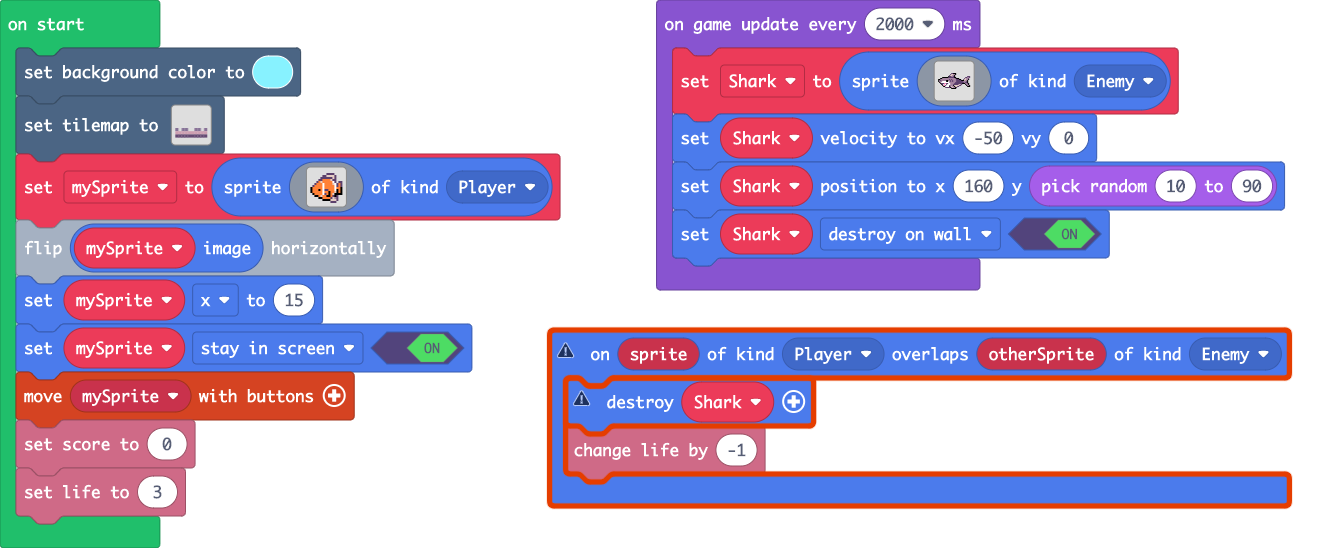 on start
set background color to
set tilemap to
set mySprite to sprite of kind Player
flip mySprite image horizontally
set mySprite x to 15
set mySprite stay in screen ON
move mySprite with buttons
set score to 0
set life to 3
on game update every 2000 ms
set Shark to sprite of kind Enemy
set Shark velocity to vx -50 vy 0
set Shark position to x 160 y pick random 10 to 90
set Shark destroy on wall ON
on sprite of kind Player overlaps otherSprite of kind Enemy
destroy Shark
change life by -1